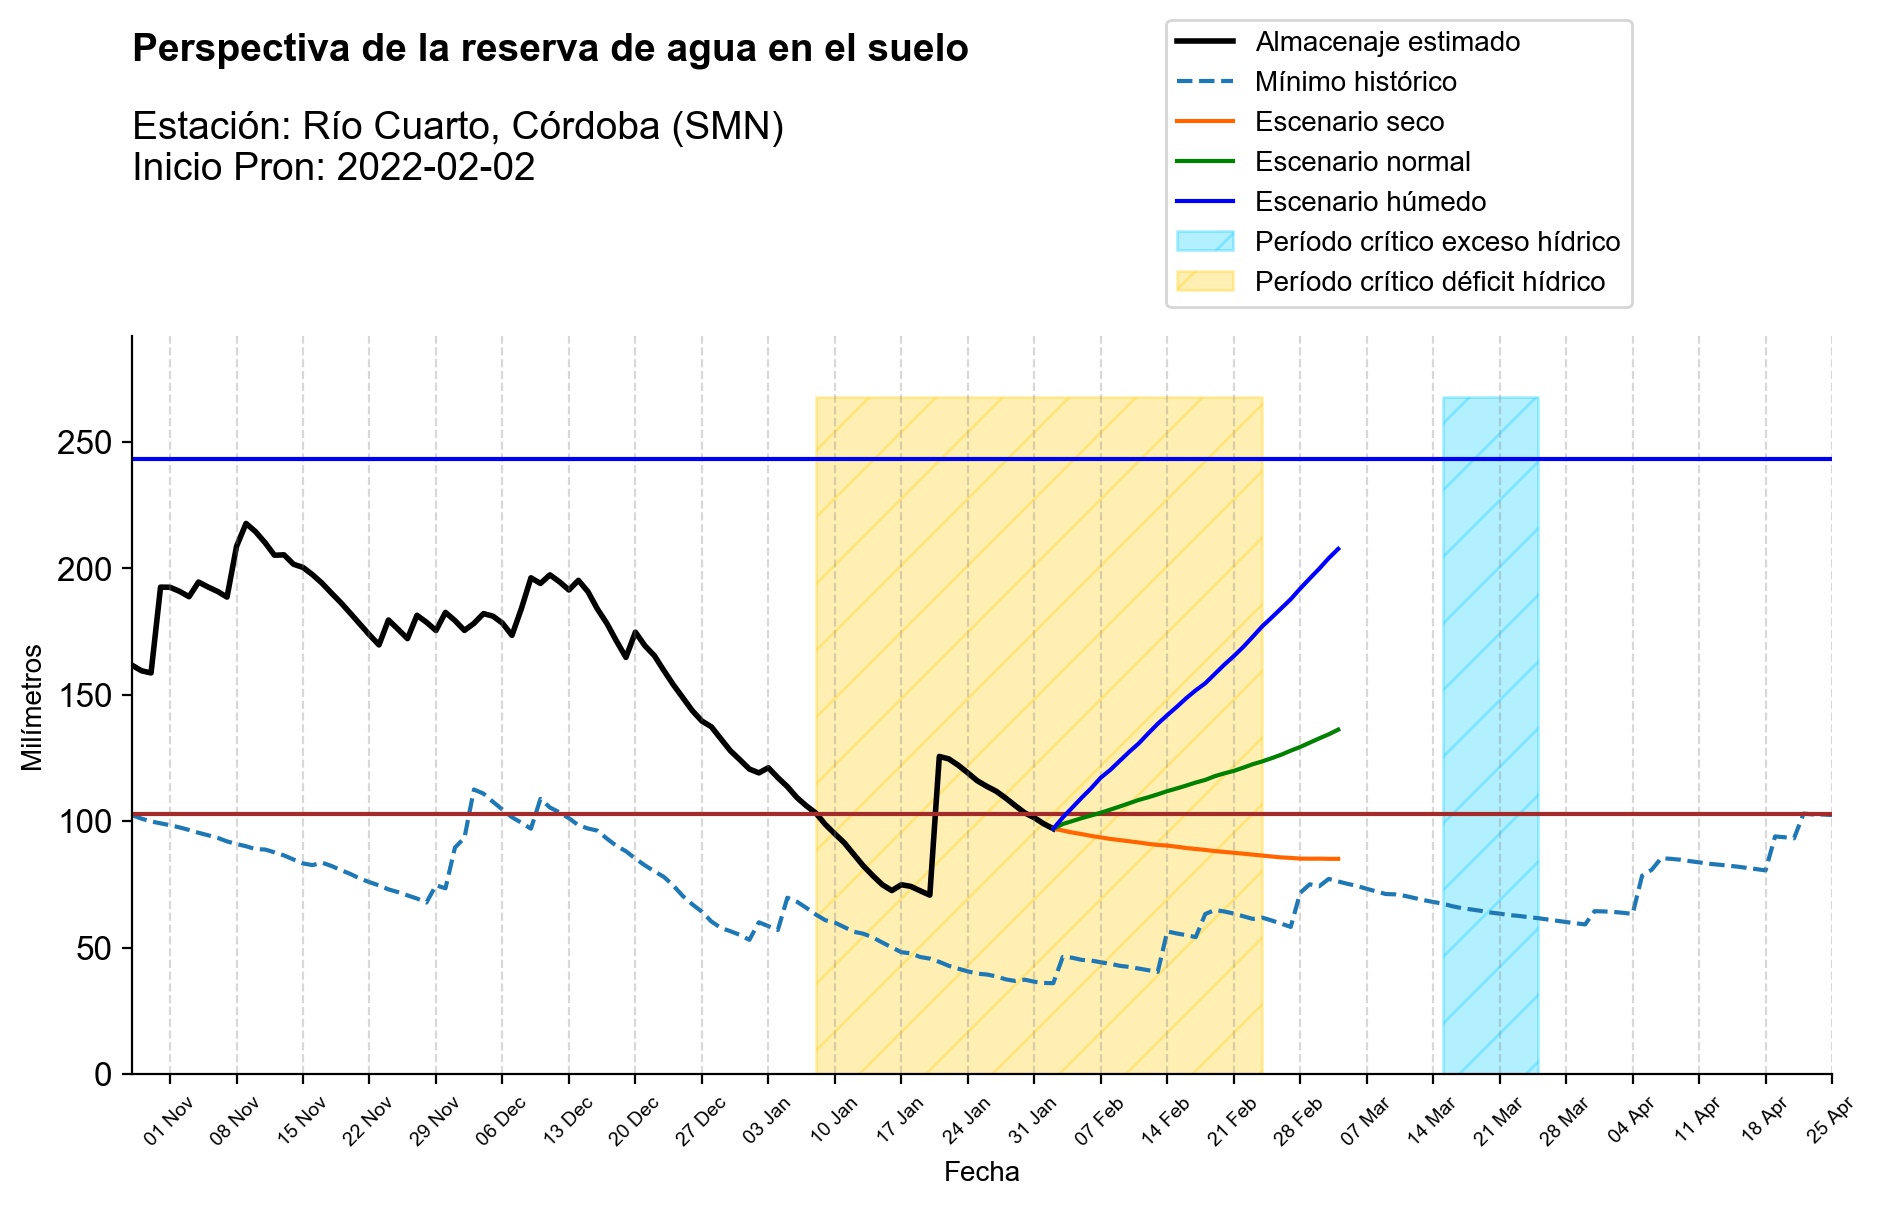 Perspectiva de la reserva de agua en el suelo
Estación: Río Cuarto, Córdoba (SMN)
Inicio Pron: 2022-02-02
Almacenaje estimado
Mínimo histórico
Escenario seco
Escenario normal
Escenario húmedo
Período crítico exceso hídrico
Período crítico déficit hídrico
Milímetros
250
200
150
100
50
0
01 Nov
08 Nov
15 Nov
22 Nov
29 Nov
06 Dec
13 Dec
20 Dec
27 Dec
03 Jan
10 Jan
17 Jan
24 Jan
31 Jan
07 Feb
14 Feb
21 Feb
28 Feb
07 Mar
14 Mar
21 Mar
28 Mar
04 Apr
11 Apr
18 Apr
25 Apr
Fecha